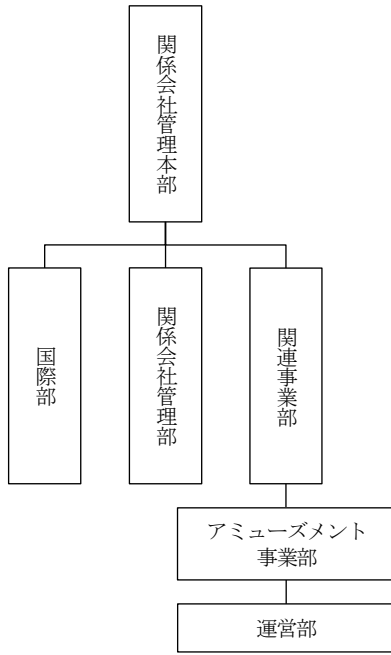 関係会社管理本部
国際部
関係会社管理部
関連事業部
アミューズメント
事業部
運営部